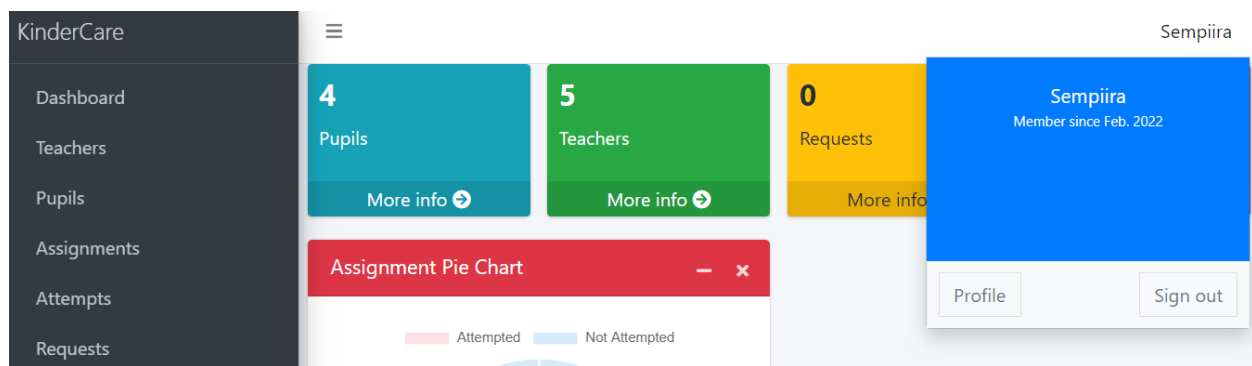 KinderCare
Sempiira
Dashboard
Teachers
Pupils
Assignments
Attempts
Requests
4
Pupils
More info
5
Teachers
More info
0
Requests
More info
Sempiira
Member since Feb. 2022
Profile
Sign out
Assignment Pie Chart
Attempted
Not Attempted